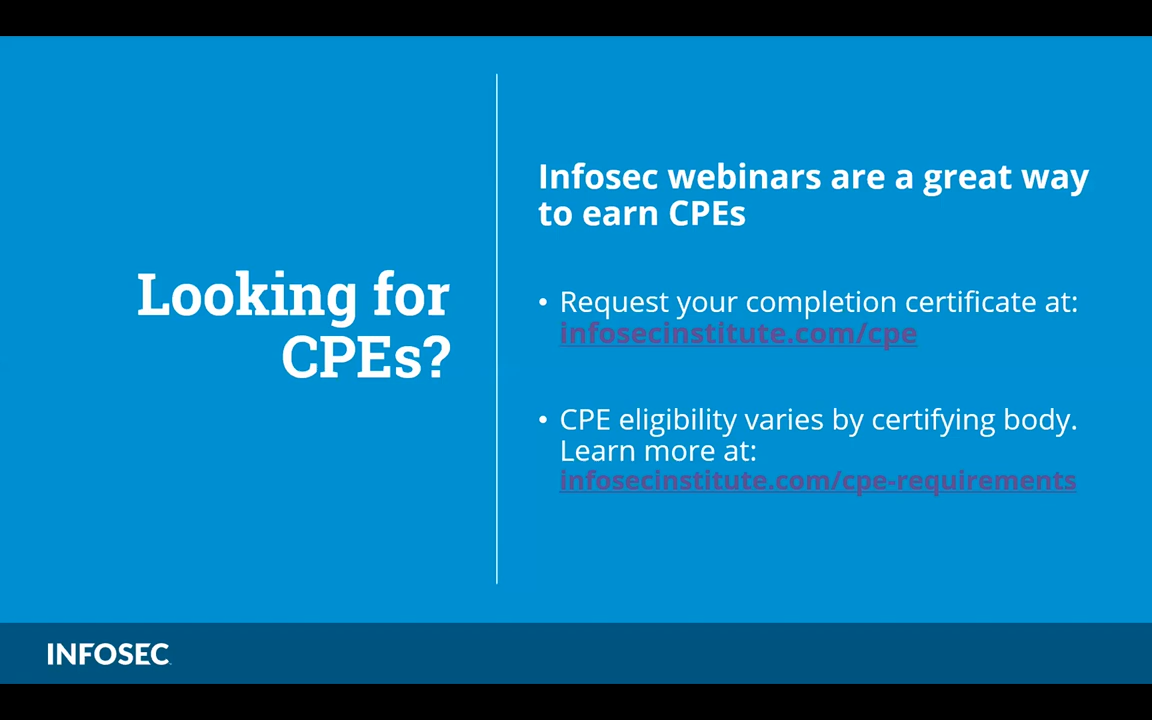 Looking for
CPEs?
Infosec webinars are a great way
to earn CPEs
• Request your completion certificate at:
infosecinstitute.com/cpe
• CPE eligibility varies by certifying body.
Learn more at:
infosecinstitute.com/cpe-requirements
INFOSEC